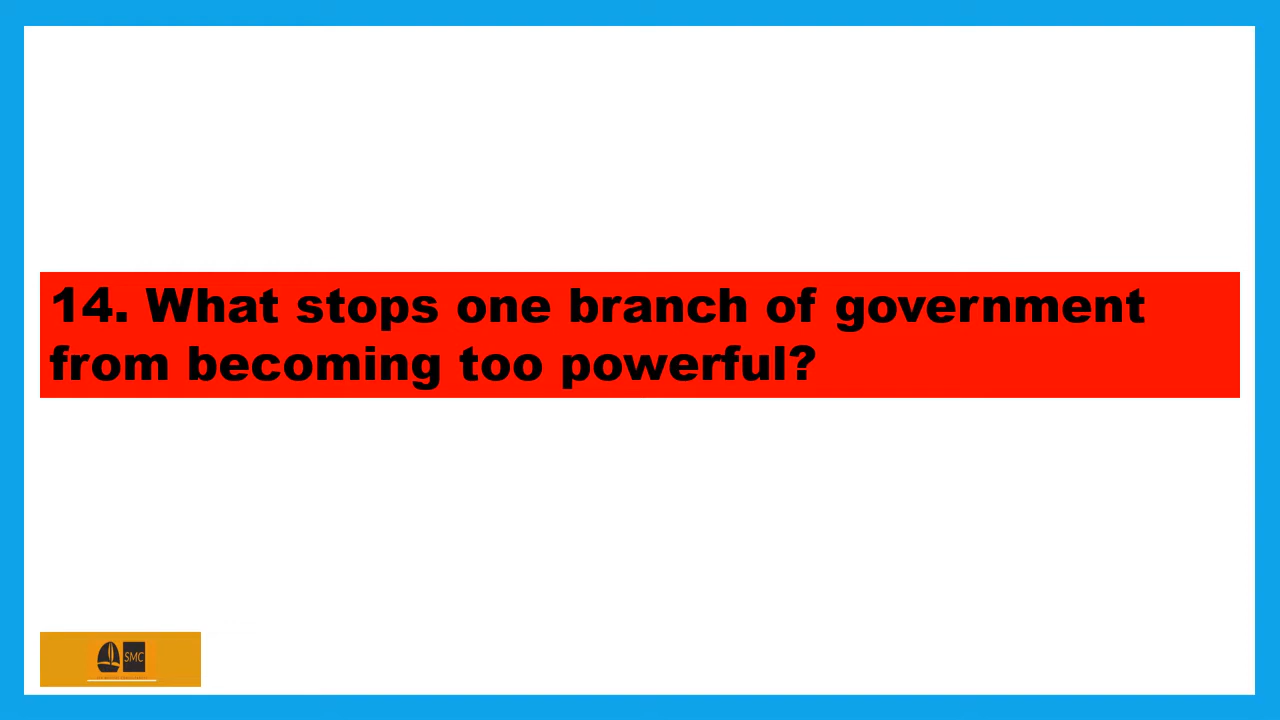 14. What stops one branch of government
from becoming too powerful?
SMC